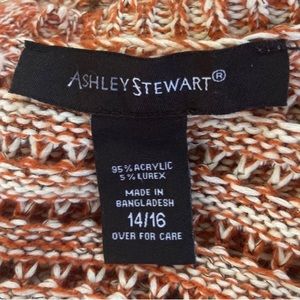 ASHLEY STEWART®
95% ACRYLIC
5% LUREX
MADE IN
BANGLADESH
14/16
OVER FOR CARE